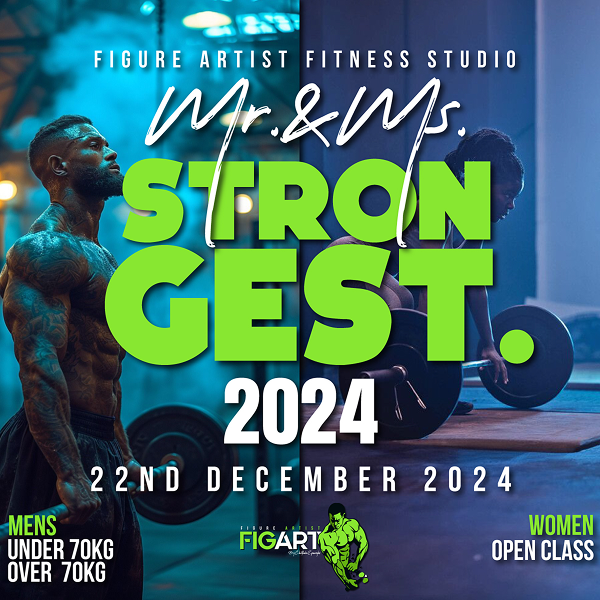 FIGURE ARTIST FITNESS STUDIO
Mr.&Ms.
STRON
GEST.
2024
22ND DECEMBER 2024
MENS
UNDER 70KG
OVER 70KG
FIGURE ARTIST
FIGART
WOMEN
OPEN CLASS